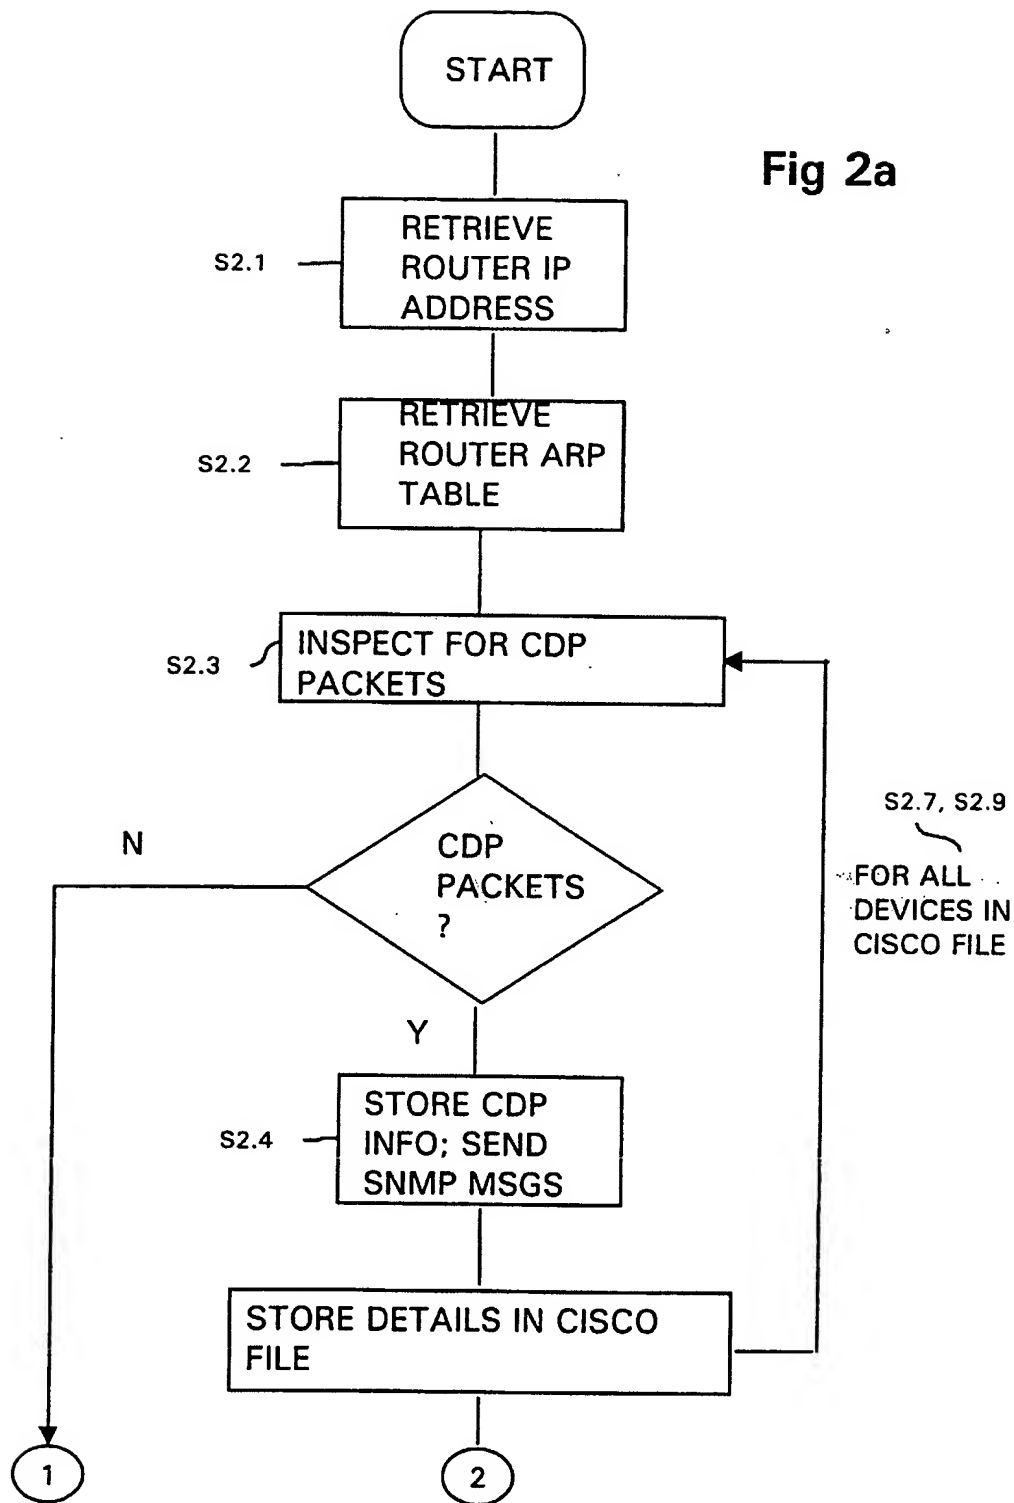 START
Fig 2a
S2.1
RETRIEVE
ROUTER IP
ADDRESS
S2.2
RETRIEVE
ROUTER ARP
TABLE
S2.3
INSPECT FOR CDP
PACKETS
N
CDP
PACKETS
?
S2.7, S2.9
FOR ALL
DEVICES IN
CISCO FILE
Y
S2.4
STORE CDP
INFO; SEND
SNMP MSGS
STORE DETAILS IN CISCO
FILE
1
2